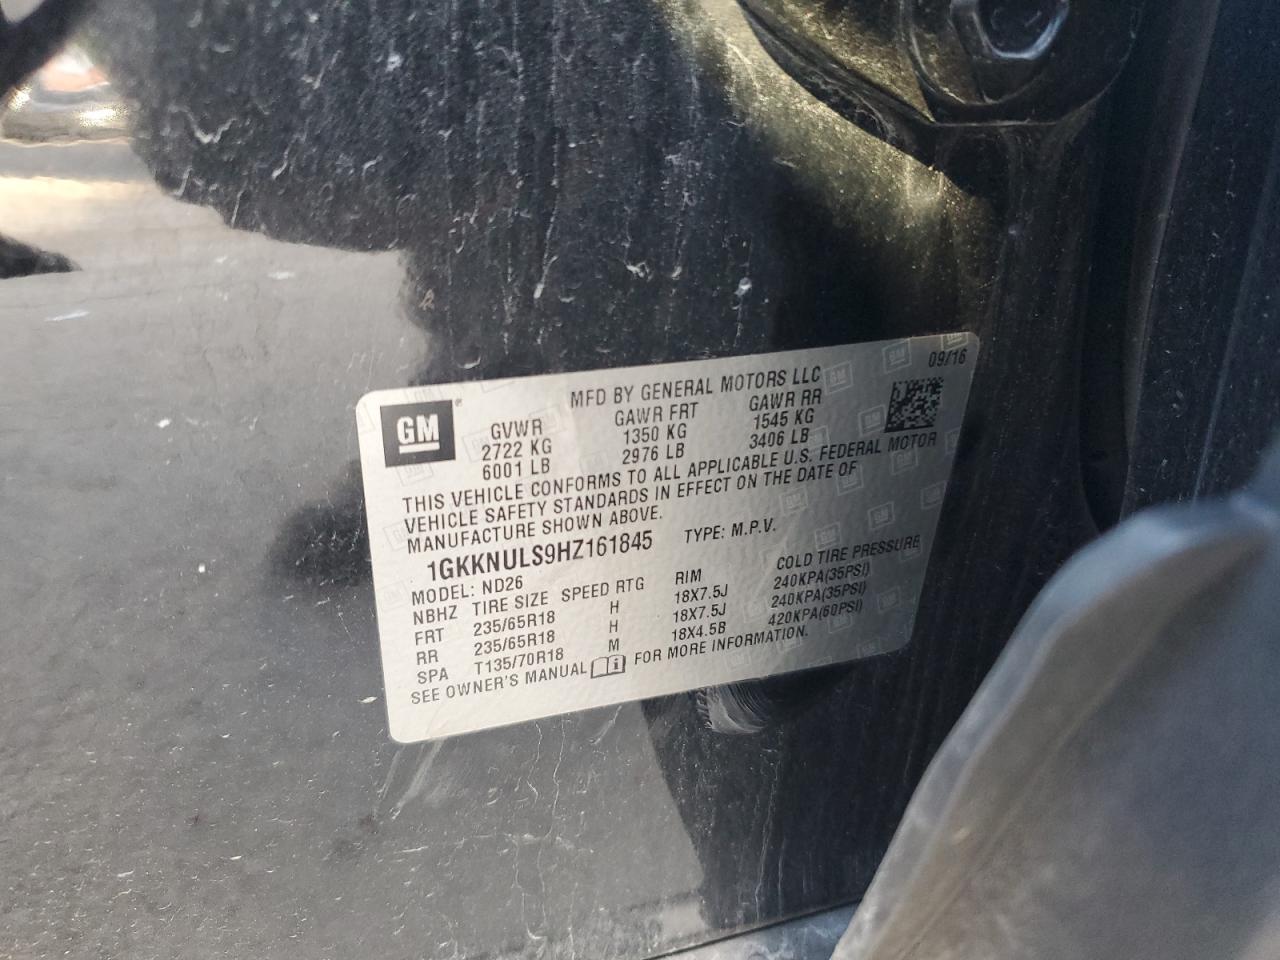 09/16
MFD BY GENERAL MOTORS LLC
GM
GVWR GAWR FRT GAWR RR
2722 KG 1350 KG 1545 KG
6001 LB 2976 LB 3406 LB
THIS VEHICLE CONFORMS TO ALL APPLICABLE U.S. FEDERAL MOTOR
VEHICLE SAFETY STANDARDS IN EFFECT ON THE DATE OF
MANUFACTURE SHOWN ABOVE.
1GKKNULS9HZ161845 TYPE: M.P.V.
MODEL: ND26
NBHZ TIRE SIZE SPEED RTG RIM COLD TIRE PRESSURE
FRT 235/65R18 H 18X7.5J 240KPA(35PSI)
RR 235/65R18 H 18X7.5J 240KPA(35PSI)
SPA T135/70R18 M 18X4.5B 420KPA(60PSI)
SEE OWNER'S MANUAL FOR MORE INFORMATION.